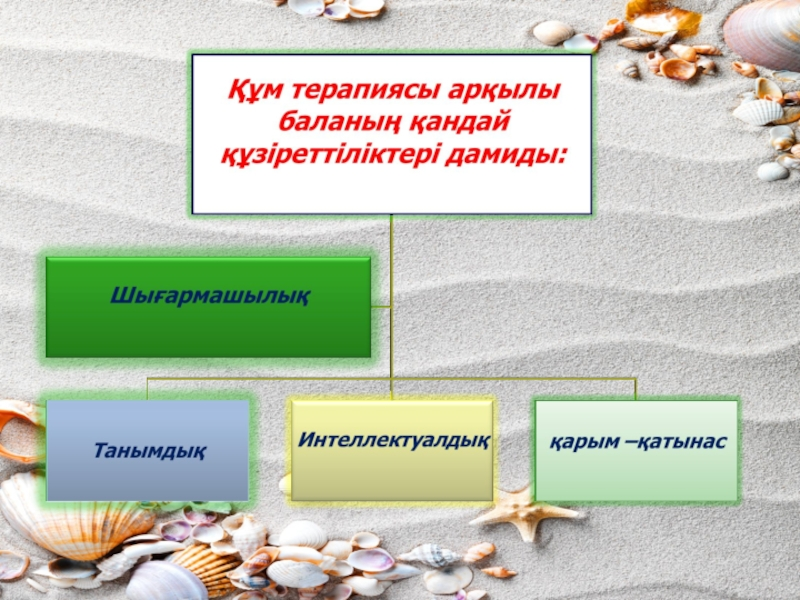 Құм терапиясы арқылы
баланың қандай
құзіреттіліктері дамиды:
Шығармашылық
Танымдық
Интеллектуалдық
қарым –қатынас